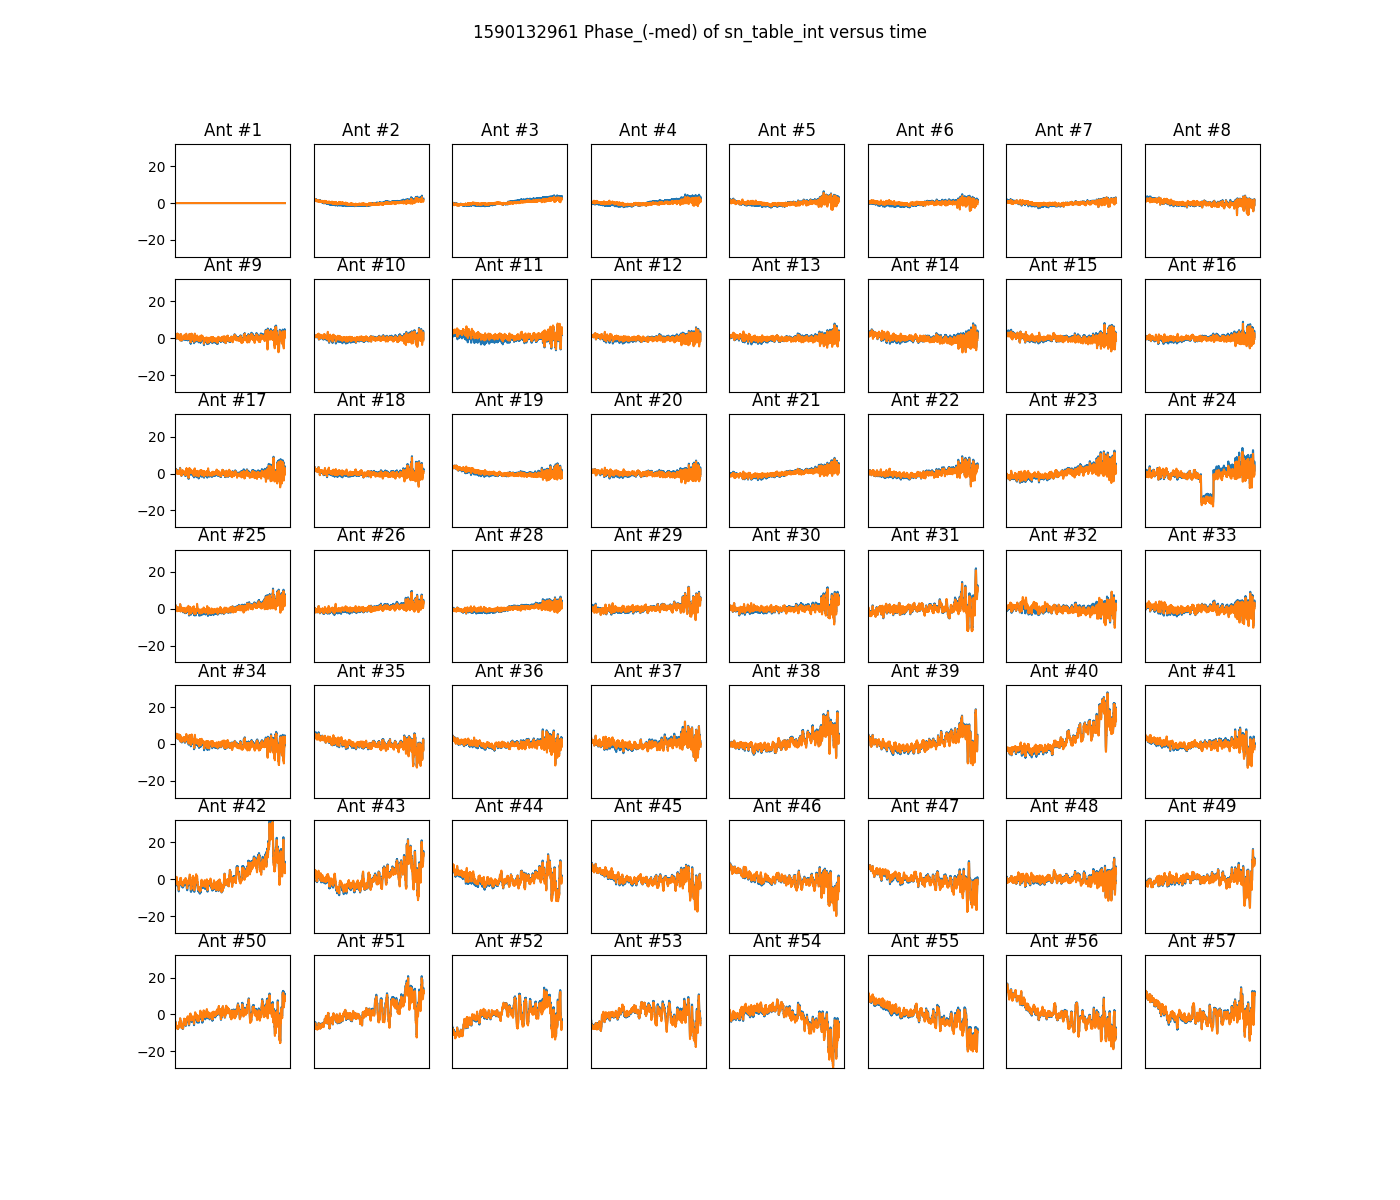 1590132961 Phase_(-med) of sn_table_int versus time
Ant #1 Ant #2 Ant #3 Ant #4 Ant #5 Ant #6 Ant #7 Ant #8
20
0
−20
Ant #9 Ant #10 Ant #11 Ant #12 Ant #13 Ant #14 Ant #15 Ant #16
20
0
−20
Ant #17 Ant #18 Ant #19 Ant #20 Ant #21 Ant #22 Ant #23 Ant #24
20
0
−20
Ant #25 Ant #26 Ant #28 Ant #29 Ant #30 Ant #31 Ant #32 Ant #33
20
0
−20
Ant #34 Ant #35 Ant #36 Ant #37 Ant #38 Ant #39 Ant #40 Ant #41
20
0
−20
Ant #42 Ant #43 Ant #44 Ant #45 Ant #46 Ant #47 Ant #48 Ant #49
20
0
−20
Ant #50 Ant #51 Ant #52 Ant #53 Ant #54 Ant #55 Ant #56 Ant #57
20
0
−20